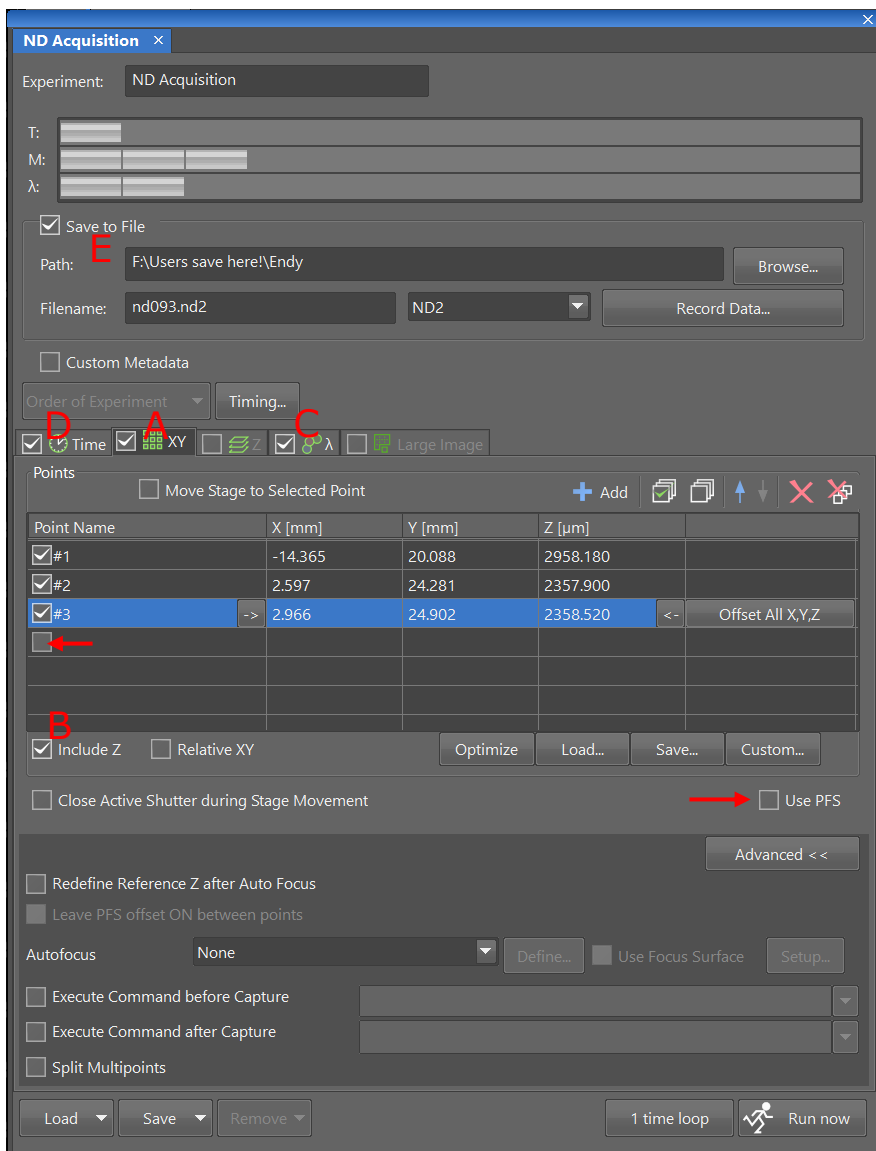 ND Acquisition ×
Experiment: ND Acquisition
T:
M:
λ:
Save to File
E
Path: F:\Users save here!\Endy Browse...
Filename: nd093.nd2 ND2 Record Data...
Custom Metadata
Order of Experiment Timing...
D A C
Time XY Z λ Large Image
Points
Move Stage to Selected Point Add
Point Name X [mm] Y [mm] Z [µm]
#1 -14.365 20.088 2958.180
#2 2.597 24.281 2357.900
#3 -> 2.966 24.902 2358.520 <- Offset All X,Y,Z
B
Include Z Relative XY Optimize Load... Save... Custom...
Close Active Shutter during Stage Movement Use PFS
Advanced <<
Redefine Reference Z after Auto Focus
Leave PFS offset ON between points
Autofocus None Define... Use Focus Surface Setup...
Execute Command before Capture
Execute Command after Capture
Split Multipoints
Load Save Remove 1 time loop Run now